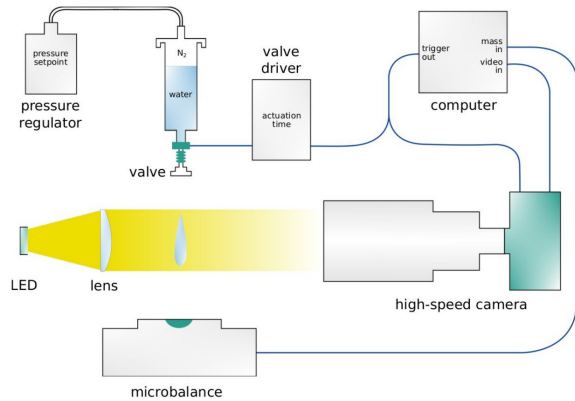 pressure
setpoint
pressure
regulator
N2
water
valve
valve
driver
actuation
time
trigger
out
mass
in
video
in
computer
LED
lens
high-speed camera
microbalance